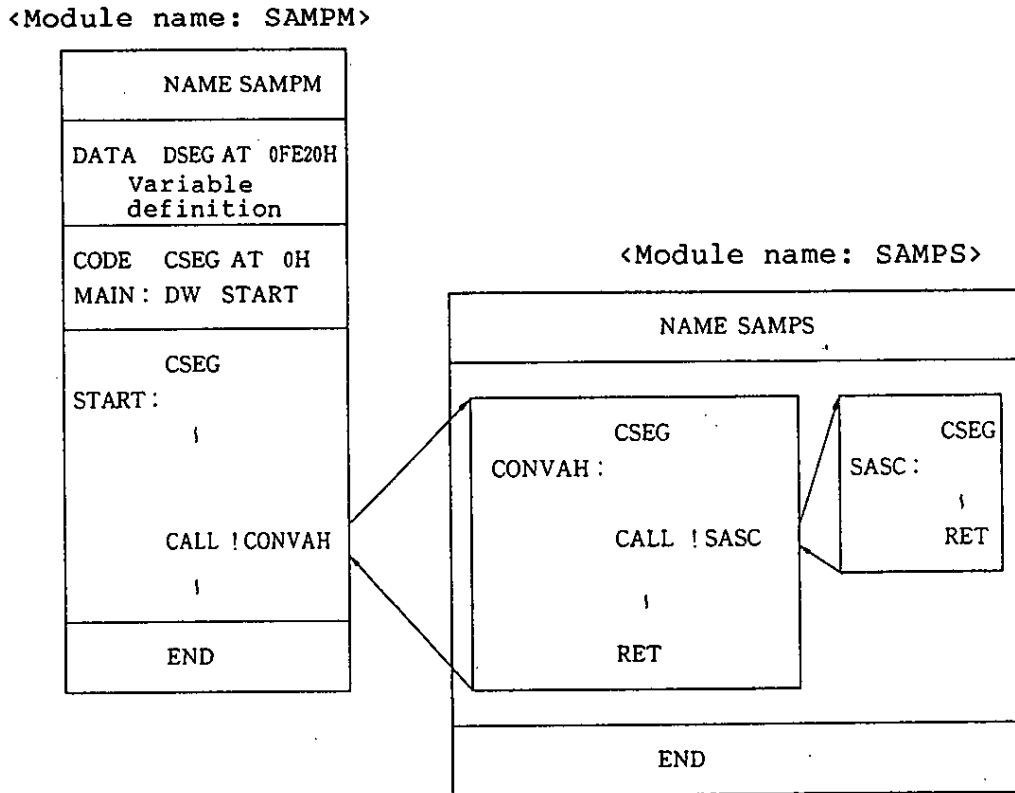 <Module name: SAMPM>
NAME SAMPM
DATA DSEG AT 0FE20H
Variable
definition
CODE CSEG AT 0H
MAIN: DW START
CSEG
START:
CALL !CONVAH
END
<Module name: SAMPS>
NAME SAMPS
CSEG
CONVAH:
CALL !SASC
RET
CSEG
SASC:
RET
END